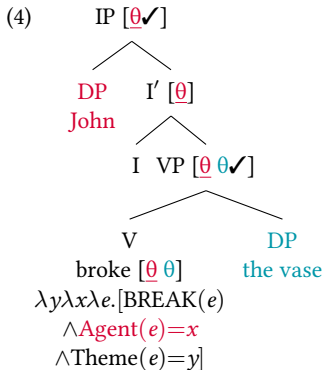 (4) IP [θ✓]
DP I′ [θ]
John
I VP [θ θ✓]
V DP
broke [θ θ] the vase
λyλxλe.[BREAK(e)
∧Agent(e)=x
∧Theme(e)=y]